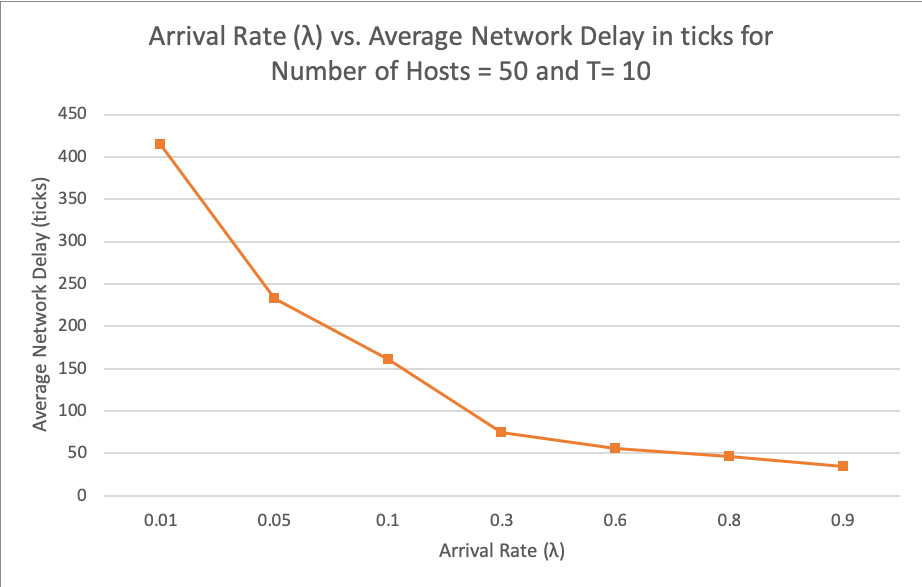 Arrival Rate (λ) vs. Average Network Delay in ticks for
Number of Hosts = 50 and T= 10
Average Network Delay (ticks)
450
400
350
300
250
200
150
100
50
0
0.01 0.05 0.1 0.3 0.6 0.8 0.9
Arrival Rate (λ)